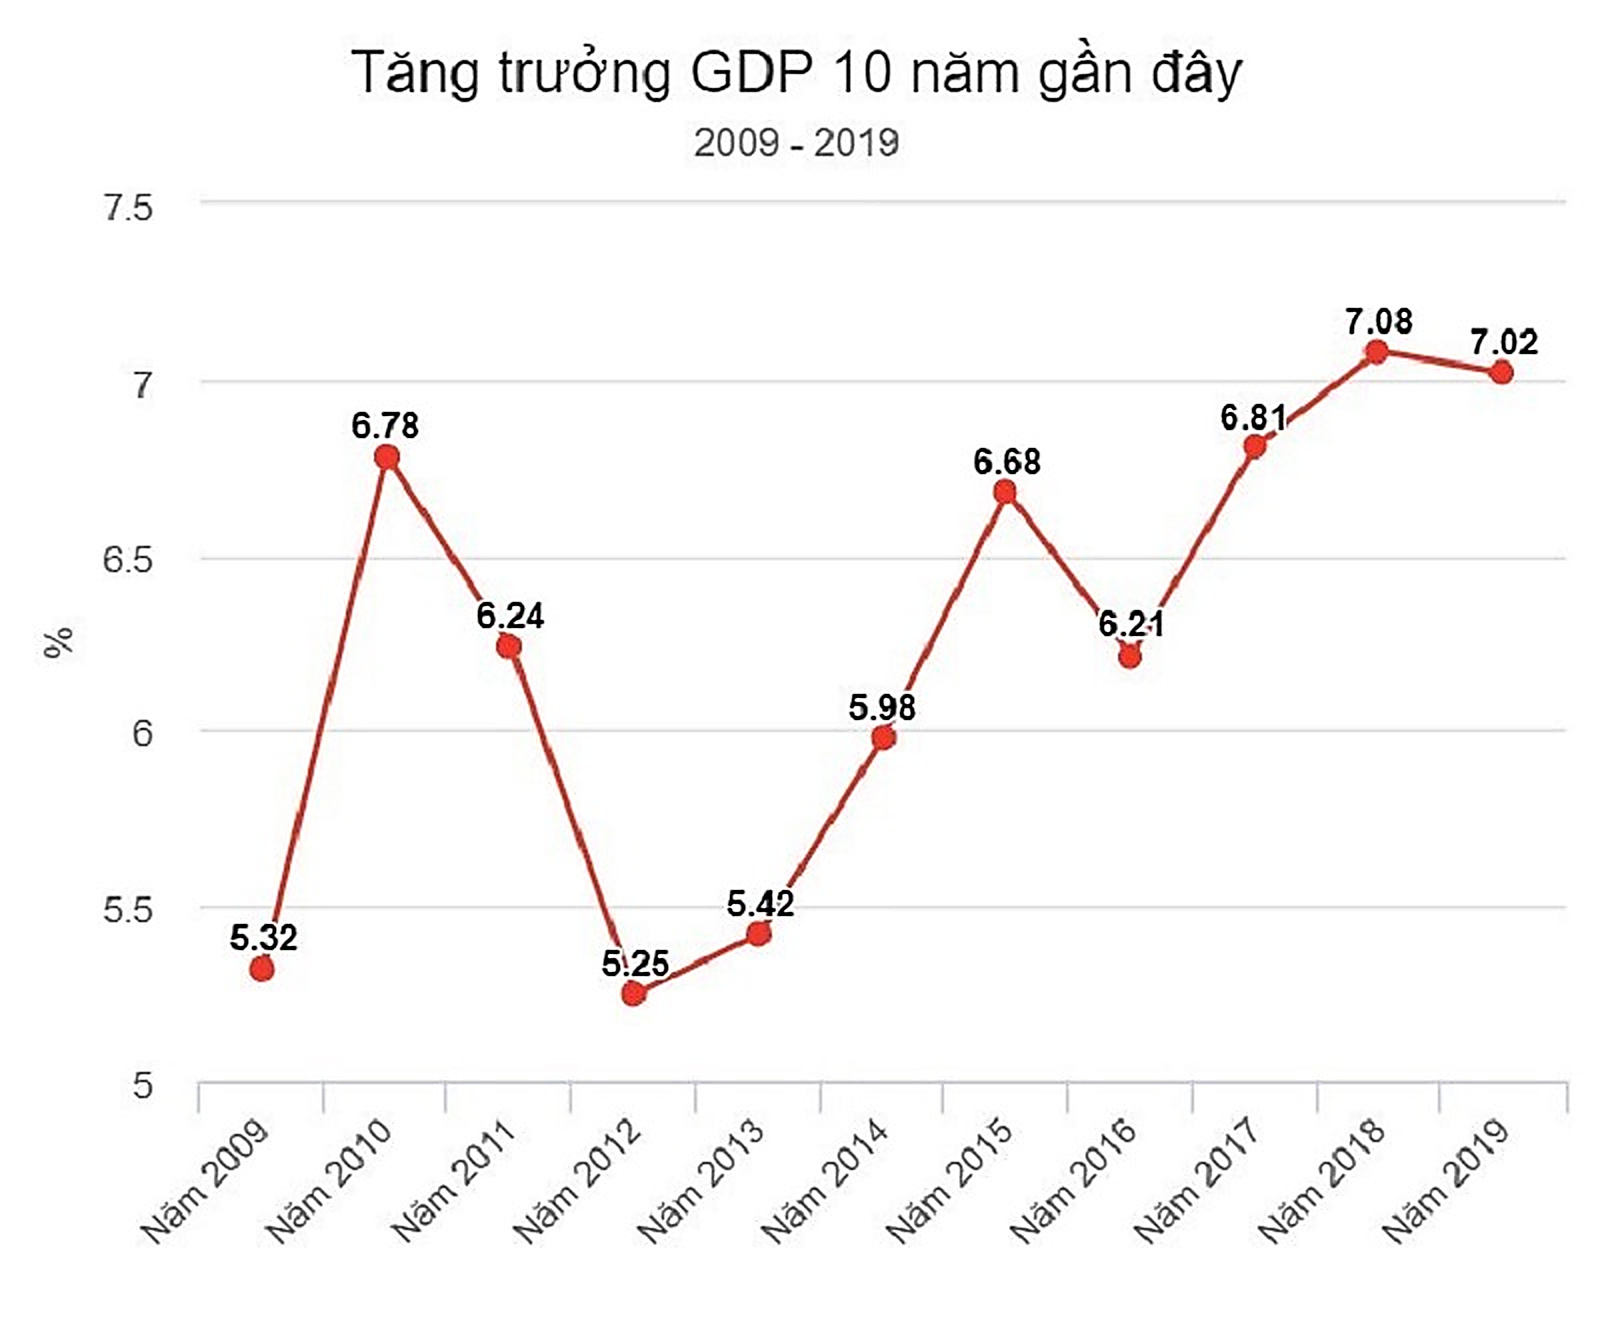 Tăng trưởng GDP 10 năm gần đây
2009 - 2019
7.5
7
6.5
6
5.5
5
%
5.32
6.78
6.24
5.25
5.42
5.98
6.68
6.21
6.81
7.08
7.02
Năm 2009
Năm 2010
Năm 2011
Năm 2012
Năm 2013
Năm 2014
Năm 2015
Năm 2016
Năm 2017
Năm 2018
Năm 2019